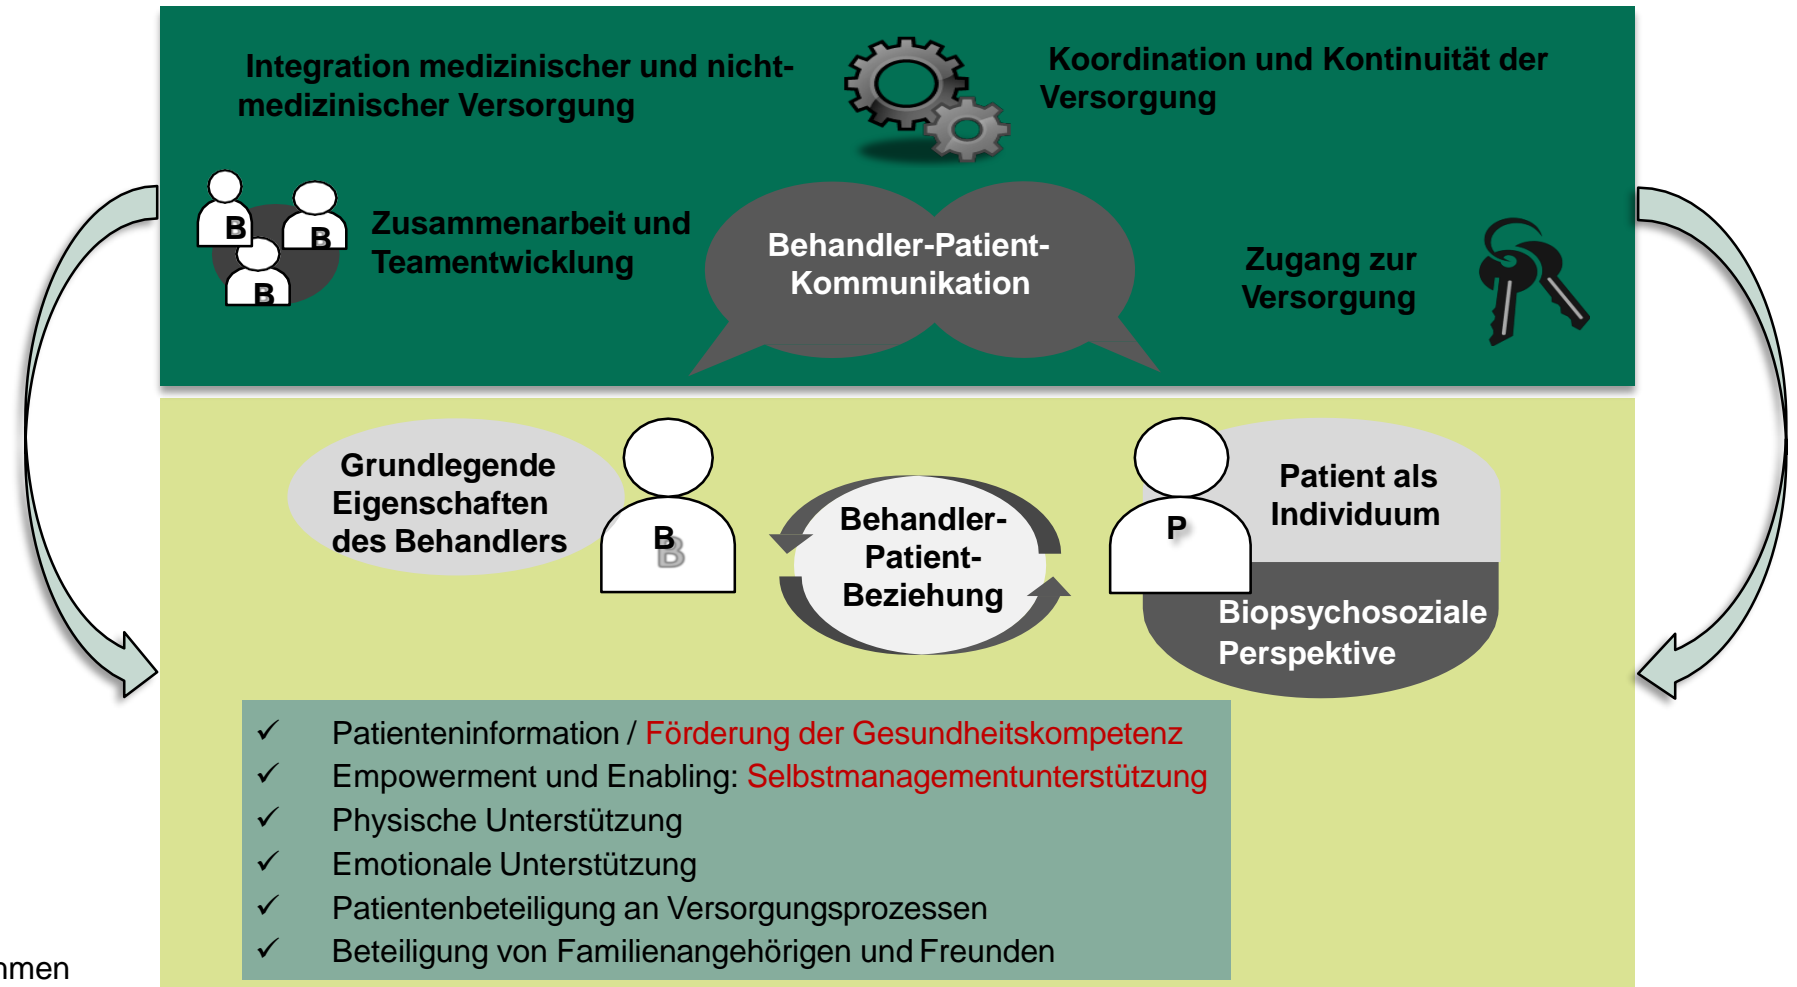 Integration medizinischer und nicht-
medizinischer Versorgung
Koordination und Kontinuität der
Versorgung
B
B
B
Zusammenarbeit und
Teamentwicklung
Behandler-Patient-
Kommunikation
Zugang zur
Versorgung
Grundlegende
Eigenschaften
des Behandlers
B
B
Behandler-
Patient-
Beziehung
P
Patient als
Individuum
Biopsychosoziale
Perspektive
✓ Patienteninformation / Förderung der Gesundheitskompetenz
✓ Empowerment und Enabling: Selbstmanagementunterstützung
✓ Physische Unterstützung
✓ Emotionale Unterstützung
✓ Patientenbeteiligung an Versorgungsprozessen
✓ Beteiligung von Familienangehörigen und Freunden